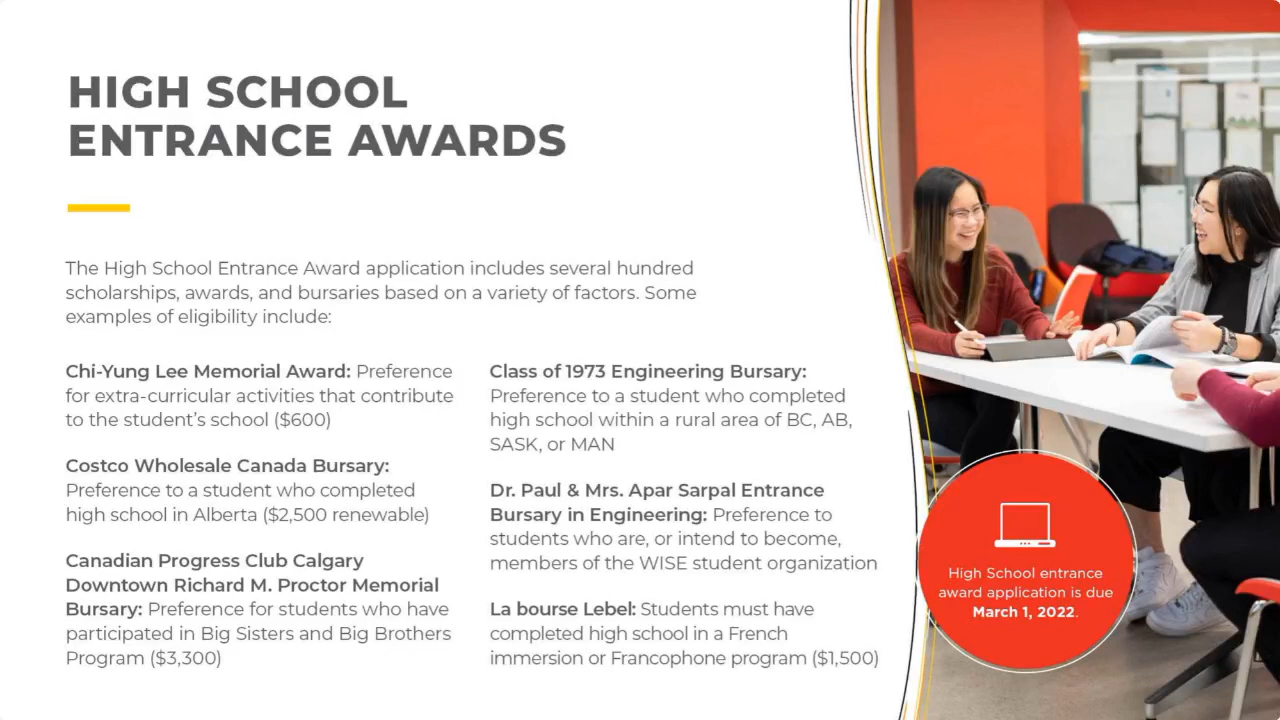 HIGH SCHOOL
ENTRANCE AWARDS
The High School Entrance Award application includes several hundred
scholarships, awards, and bursaries based on a variety of factors. Some
examples of eligibility include:
Chi-Yung Lee Memorial Award: Preference
for extra-curricular activities that contribute
to the student’s school ($600)
Costco Wholesale Canada Bursary:
Preference to a student who completed
high school in Alberta ($2,500 renewable)
Canadian Progress Club Calgary
Downtown Richard M. Proctor Memorial
Bursary: Preference for students who have
participated in Big Sisters and Big Brothers
Program ($3,300)
Class of 1973 Engineering Bursary:
Preference to a student who completed
high school within a rural area of BC, AB,
SASK, or MAN
Dr. Paul & Mrs. Apar Sarpal Entrance
Bursary in Engineering: Preference to
students who are, or intend to become,
members of the WISE student organization
La bourse Lebel: Students must have
completed high school in a French
immersion or Francophone program ($1,500)
High School entrance
award application is due
March 1, 2022.